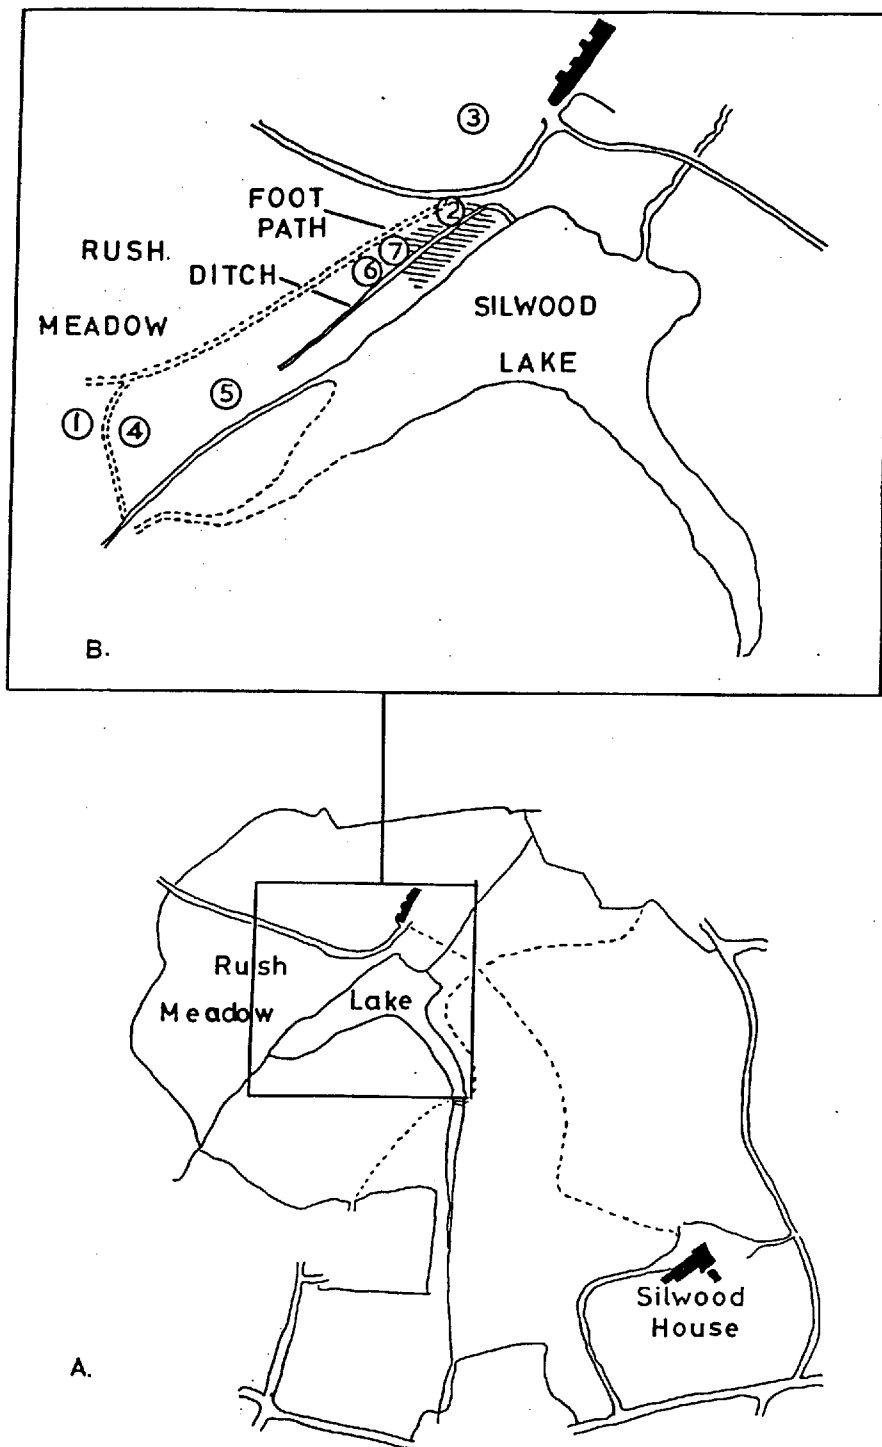 ③
②
FOOT
PATH
RUSH
⑦
⑥
DITCH
MEADOW
SILWOOD
LAKE
⑤
①
④
B.
Rush
Meadow
Lake
Silwood
House
A.